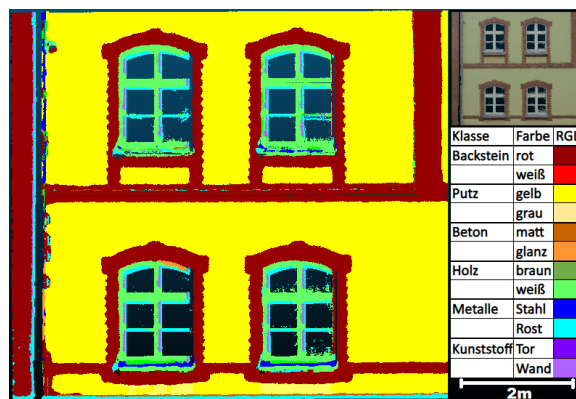 Klasse Farbe RGB
Backstein rot
weiß
Putz gelb
grau
Beton matt
glanz
Holz braun
weiß
Metalle Stahl
Rost
Kunststoff Tor
Wand
2m